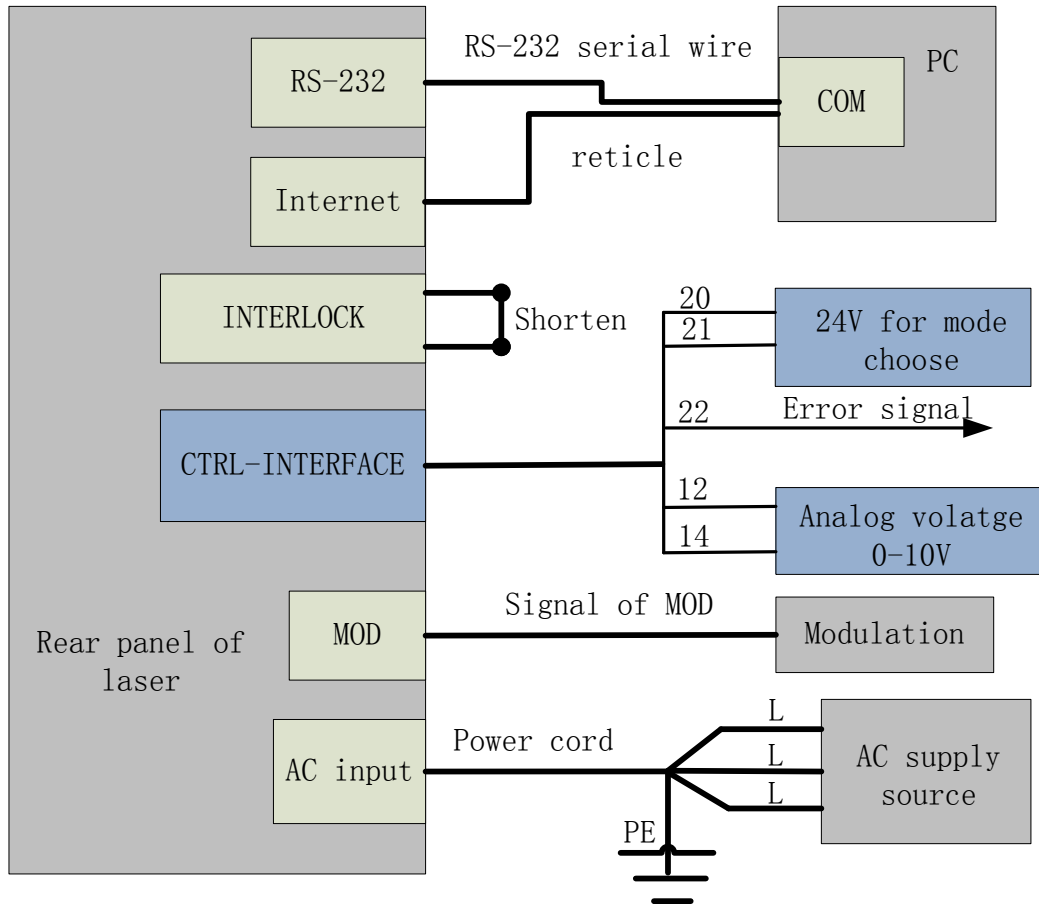 RS-232 serial wire
PC
RS-232
COM
reticle
Internet
INTERLOCK
Shorten
20
21
24V for mode
choose
22
Error signal
CTRL-INTERFACE
12
14
Analog volatge
0-10V
Signal of MOD
MOD
Modulation
Rear panel of
laser
AC input
Power cord
L
L
L
AC supply
source
PE